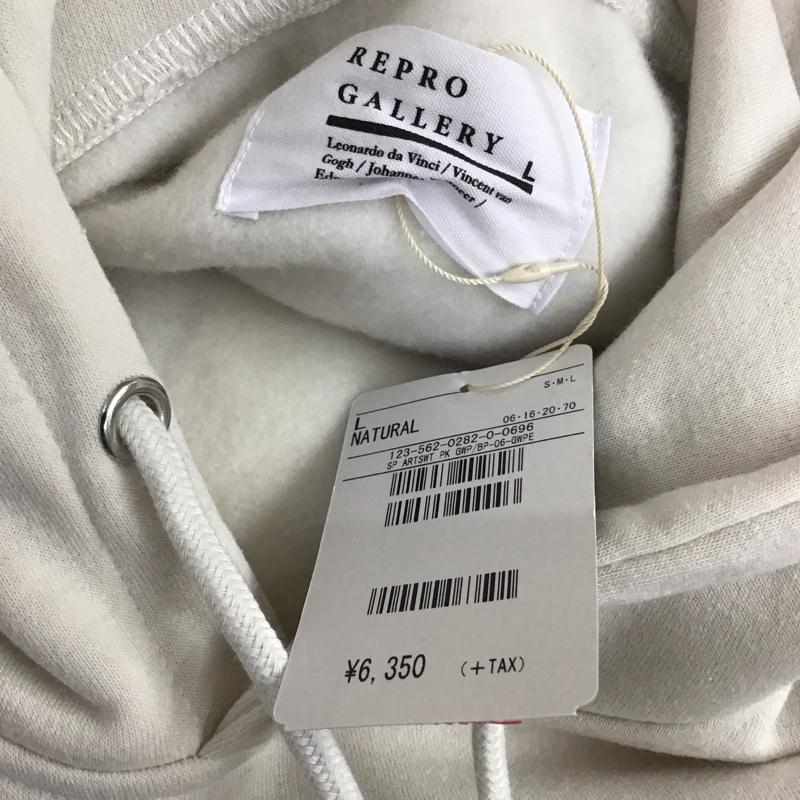 REPRO
GALLERY L
Leonardo da Vinci / Vincent van
Gogh /
S・M・L
L
NATURAL 06・16・20・70
123-562-0282-0-0696
SP ARTSWT PK GWP/BP-06-GWPE
¥6,350 (+TAX)